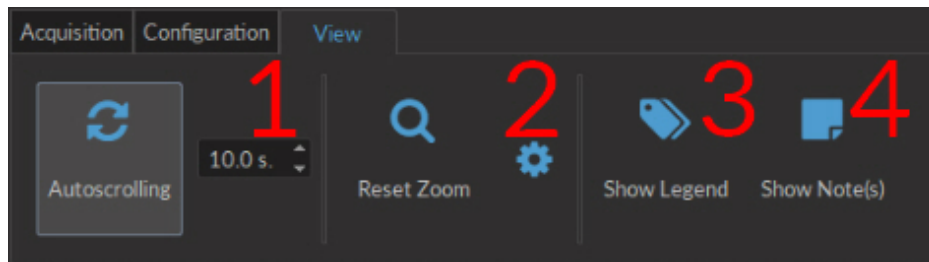 Acquisition Configuration View
1 2 3 4
10.0 s.
Autoscrolling Reset Zoom Show Legend Show Note(s)